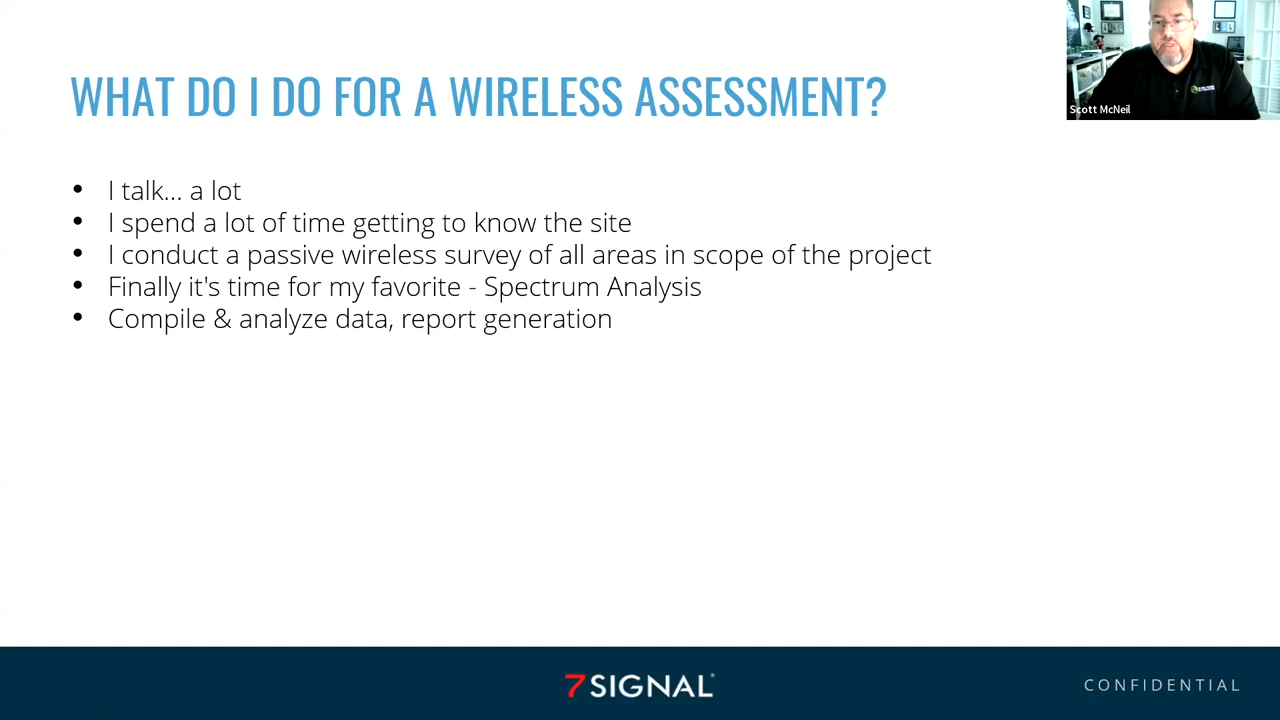 WHAT DO I DO FOR A WIRELESS ASSESSMENT?
Scott McNeil
• I talk... a lot
• I spend a lot of time getting to know the site
• I conduct a passive wireless survey of all areas in scope of the project
• Finally it's time for my favorite - Spectrum Analysis
• Compile & analyze data, report generation
7SIGNAL®
CONFIDENTIAL